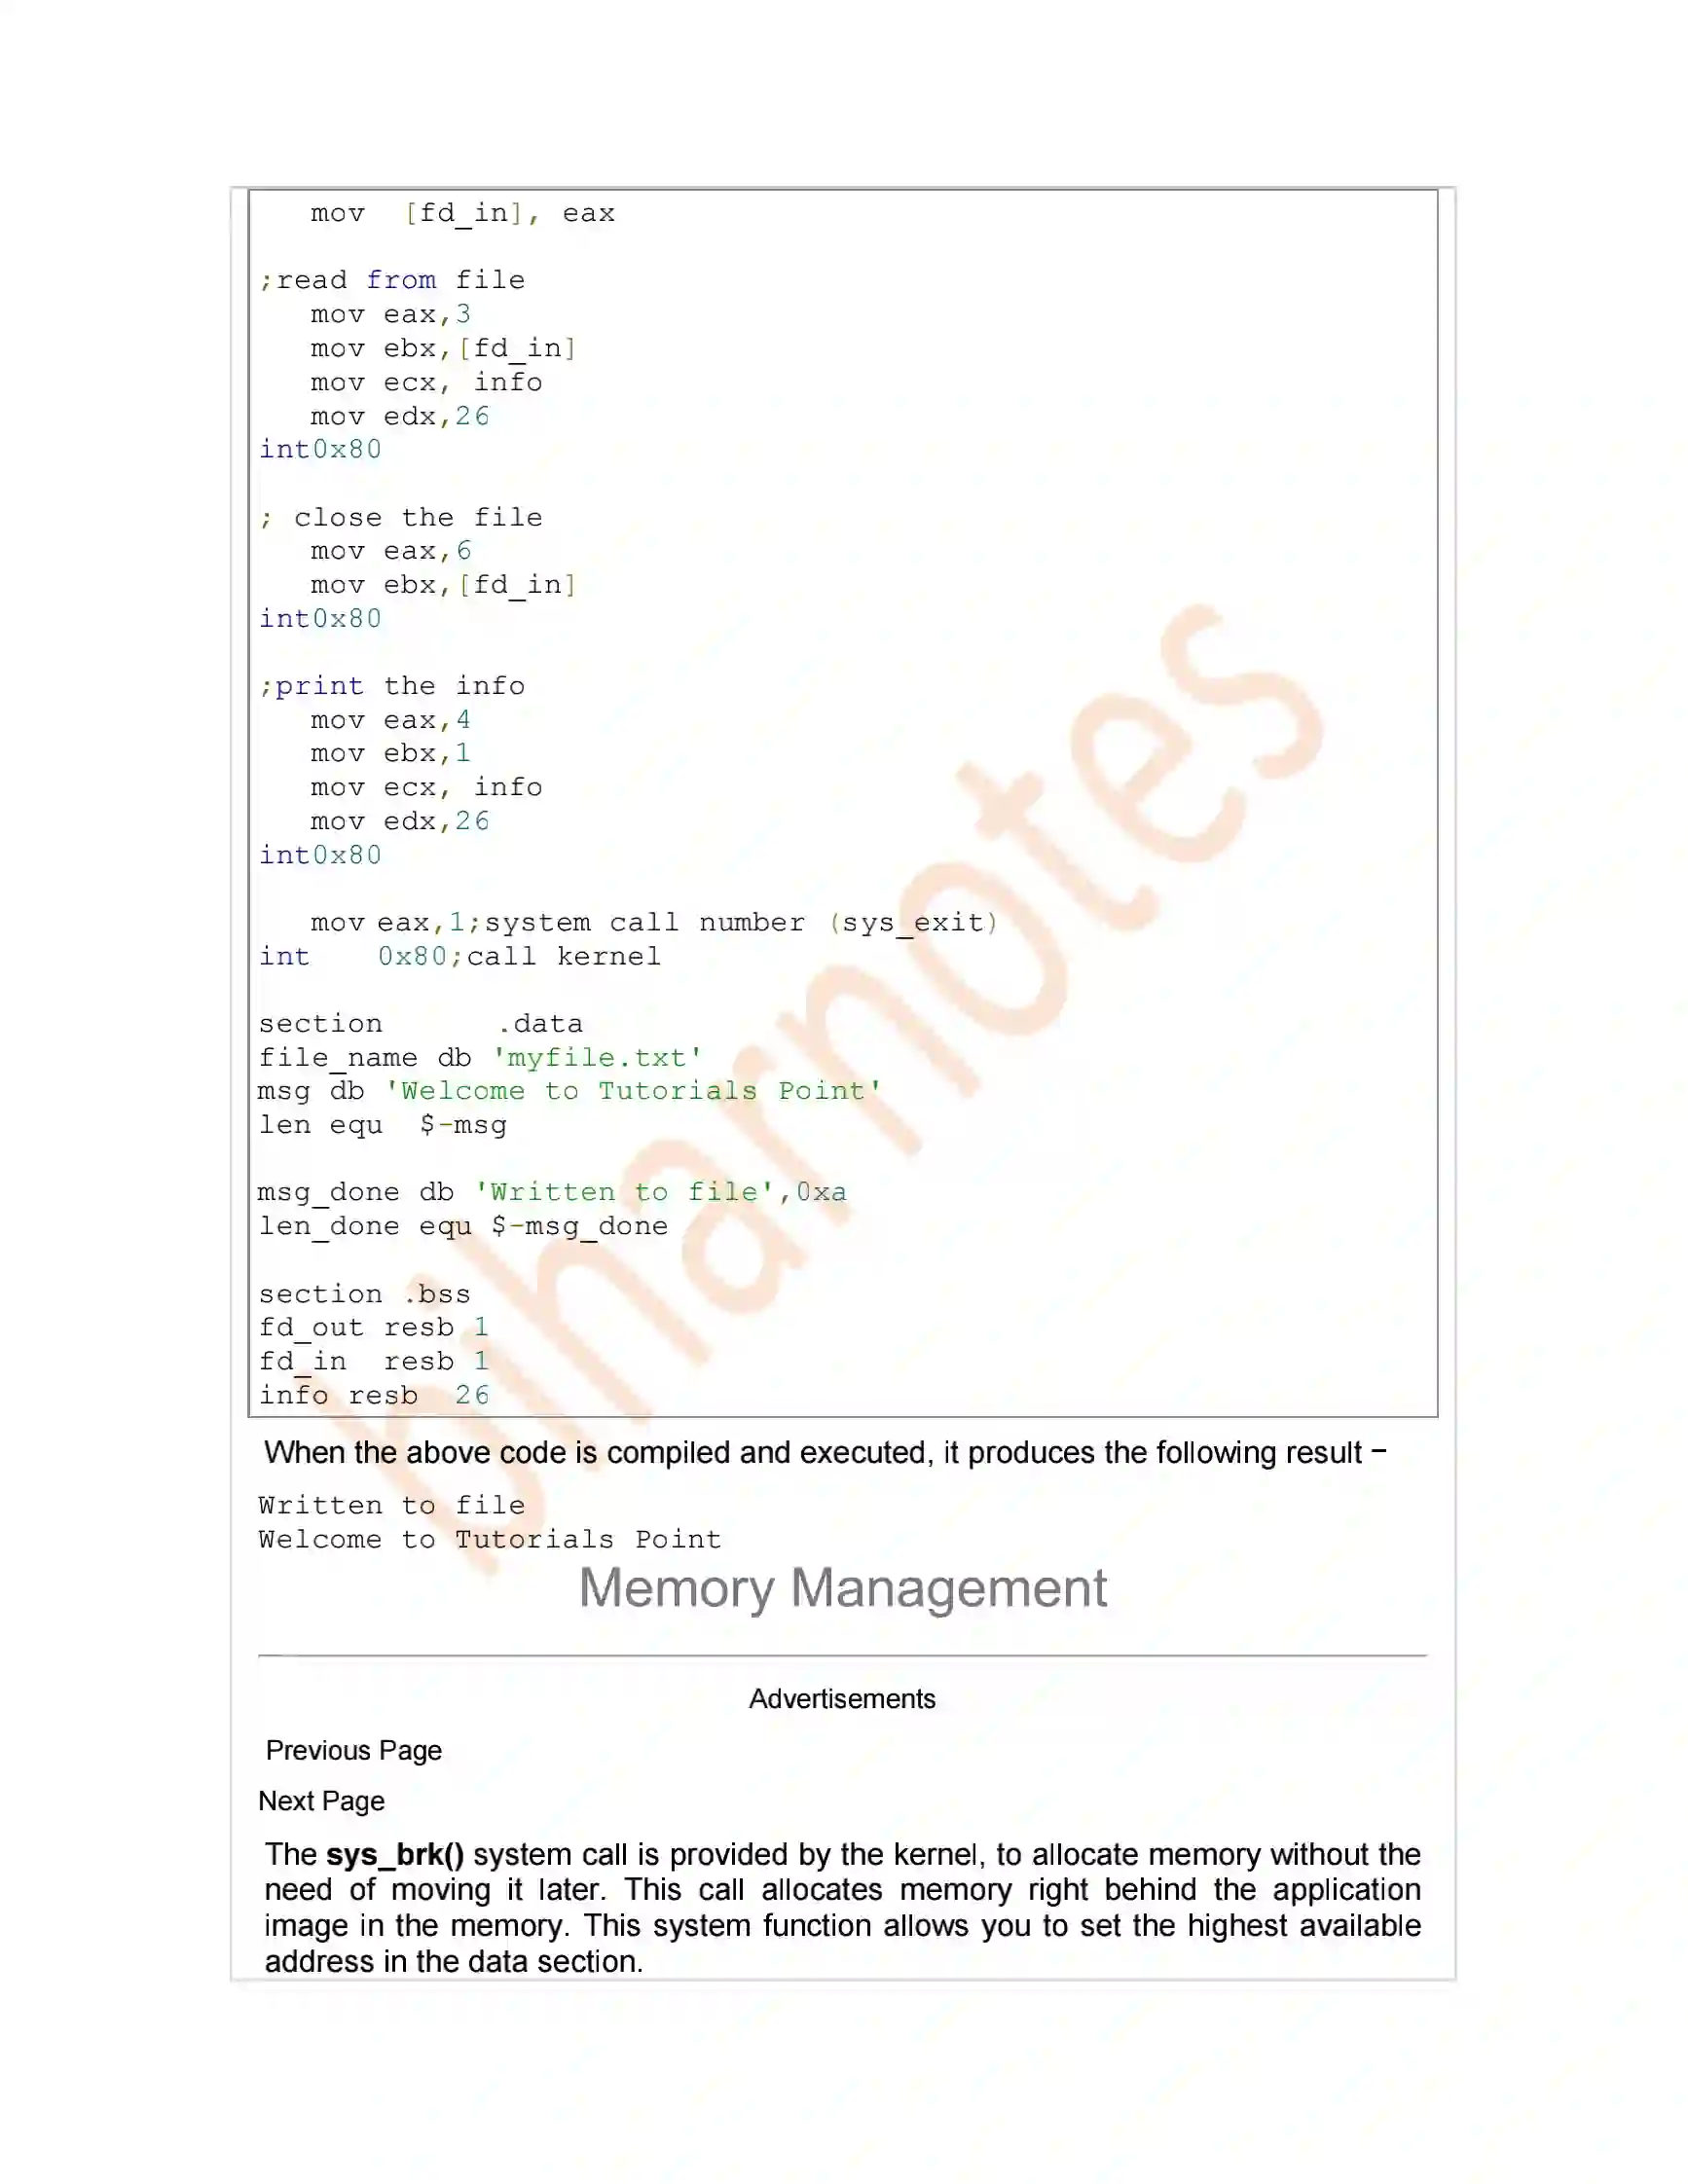 mov  [fd_in], eax
;read from file
mov eax,3
mov ebx,[fd_in]
mov ecx, info
mov edx,26
int0x80
; close the file
mov eax,6
mov ebx,[fd_in]
int0x80
;print the info
mov eax,4
mov ebx,1
mov ecx, info
mov edx,26
int0x80
mov eax,1;system call number (sys_exit)
int    0x80;call kernel
section      .data
file_name db 'myfile.txt'
msg db 'Welcome to Tutorials Point'
len equ  $-msg
msg_done db 'Written to file',0xa
len_done equ $-msg_done
section .bss
fd_out resb 1
fd_in  resb 1
info resb  26
When the above code is compiled and executed, it produces the following result −
Written to file
Welcome to Tutorials Point
Memory Management
Advertisements
Previous Page
Next Page
The sys_brk() system call is provided by the kernel, to allocate memory without the
need of moving it later. This call allocates memory right behind the application
image in the memory. This system function allows you to set the highest available
address in the data section.
biharnotes